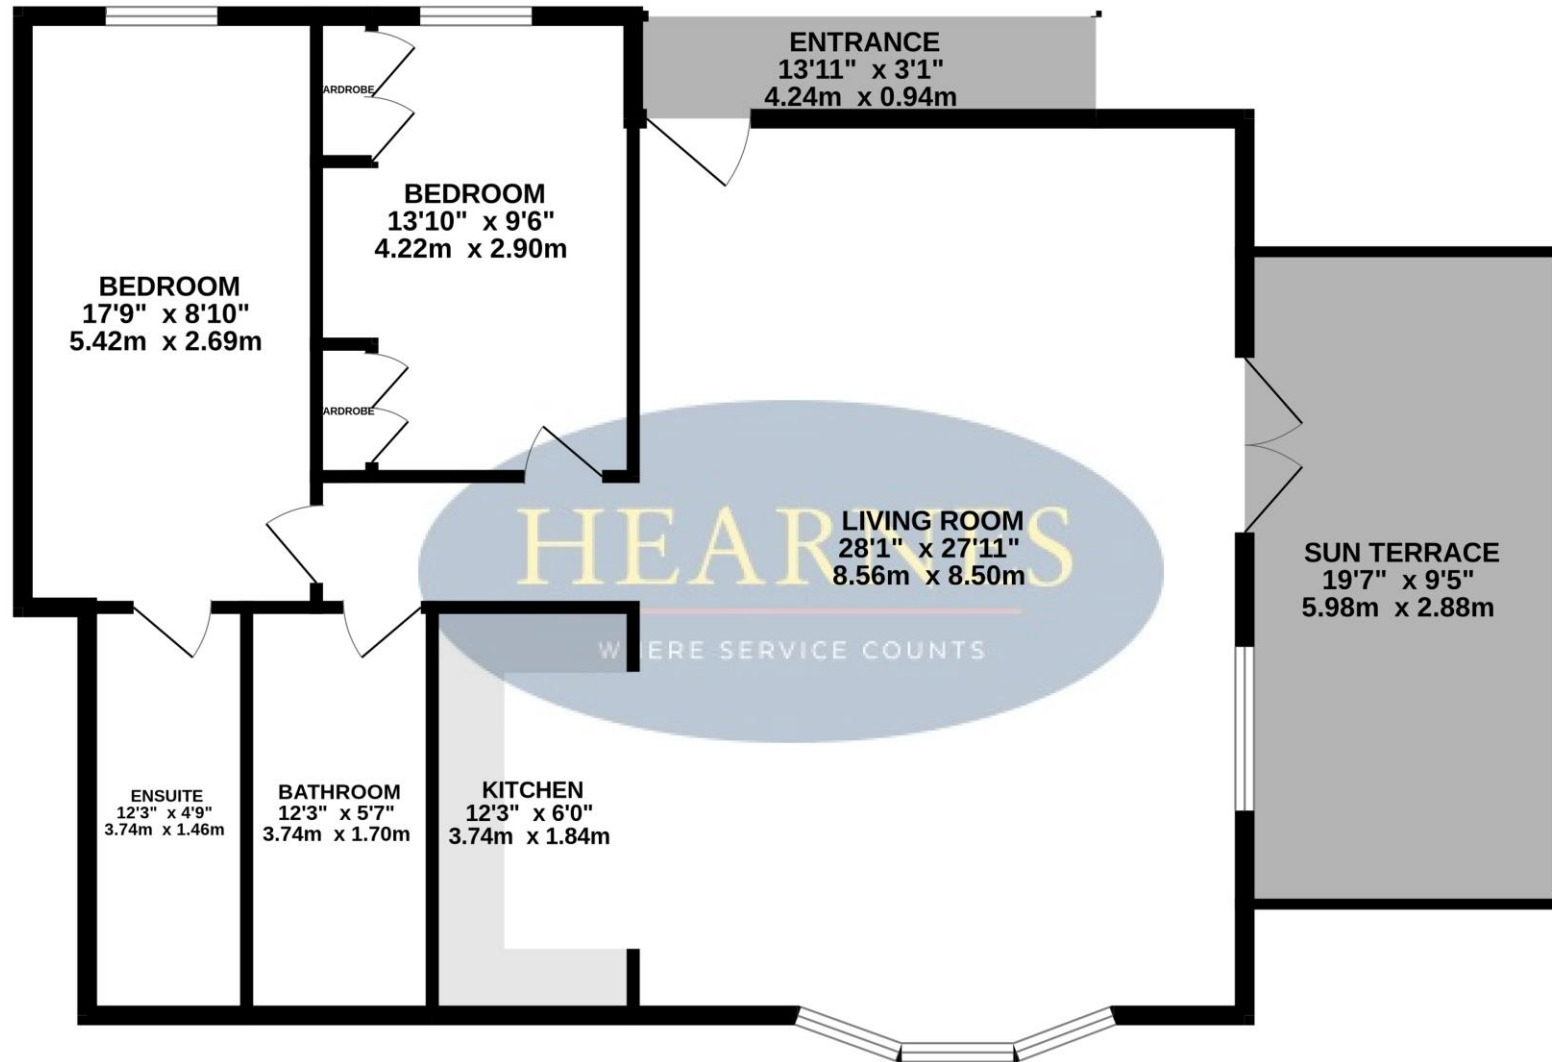 ENTRANCE
13'11" x 3'1"
4.24m x 0.94m
ARDROBE
BEDROOM
13'10" x 9'6"
4.22m x 2.90m
BEDROOM
17'9" x 8'10"
5.42m x 2.69m
ARDROBE
HEARNES
WHERE SERVICE COUNTS
LIVING ROOM
28'1" x 27'11"
8.56m x 8.50m
SUN TERRACE
19'7" x 9'5"
5.98m x 2.88m
ENSUITE
12'3" x 4'9"
3.74m x 1.46m
BATHROOM
12'3" x 5'7"
3.74m x 1.70m
KITCHEN
12'3" x 6'0"
3.74m x 1.84m